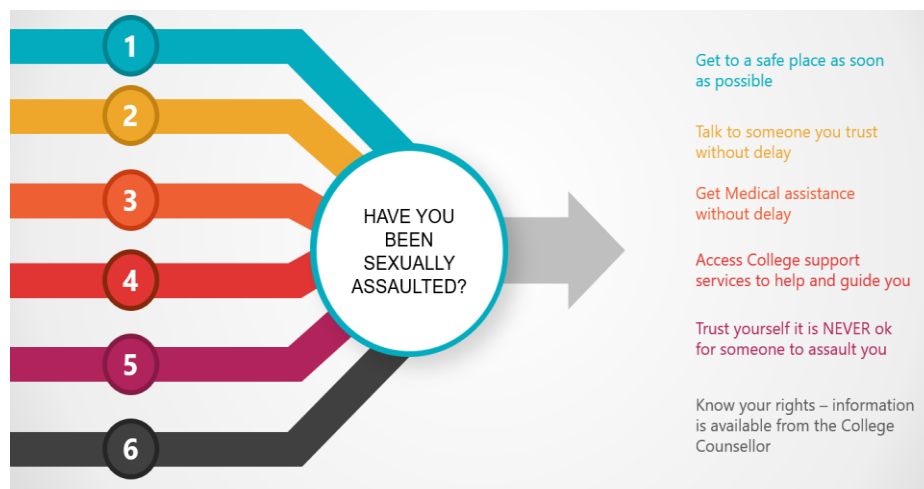 1
2
3
4
5
6
HAVE YOU
BEEN
SEXUALLY
ASSAULTED?
Get to a safe place as soon
as possible
Talk to someone you trust
without delay
Get Medical assistance
without delay
Access College support
services to help and guide you
Trust yourself it is NEVER ok
for someone to assault you
Know your rights – information
is available from the College
Counsellor